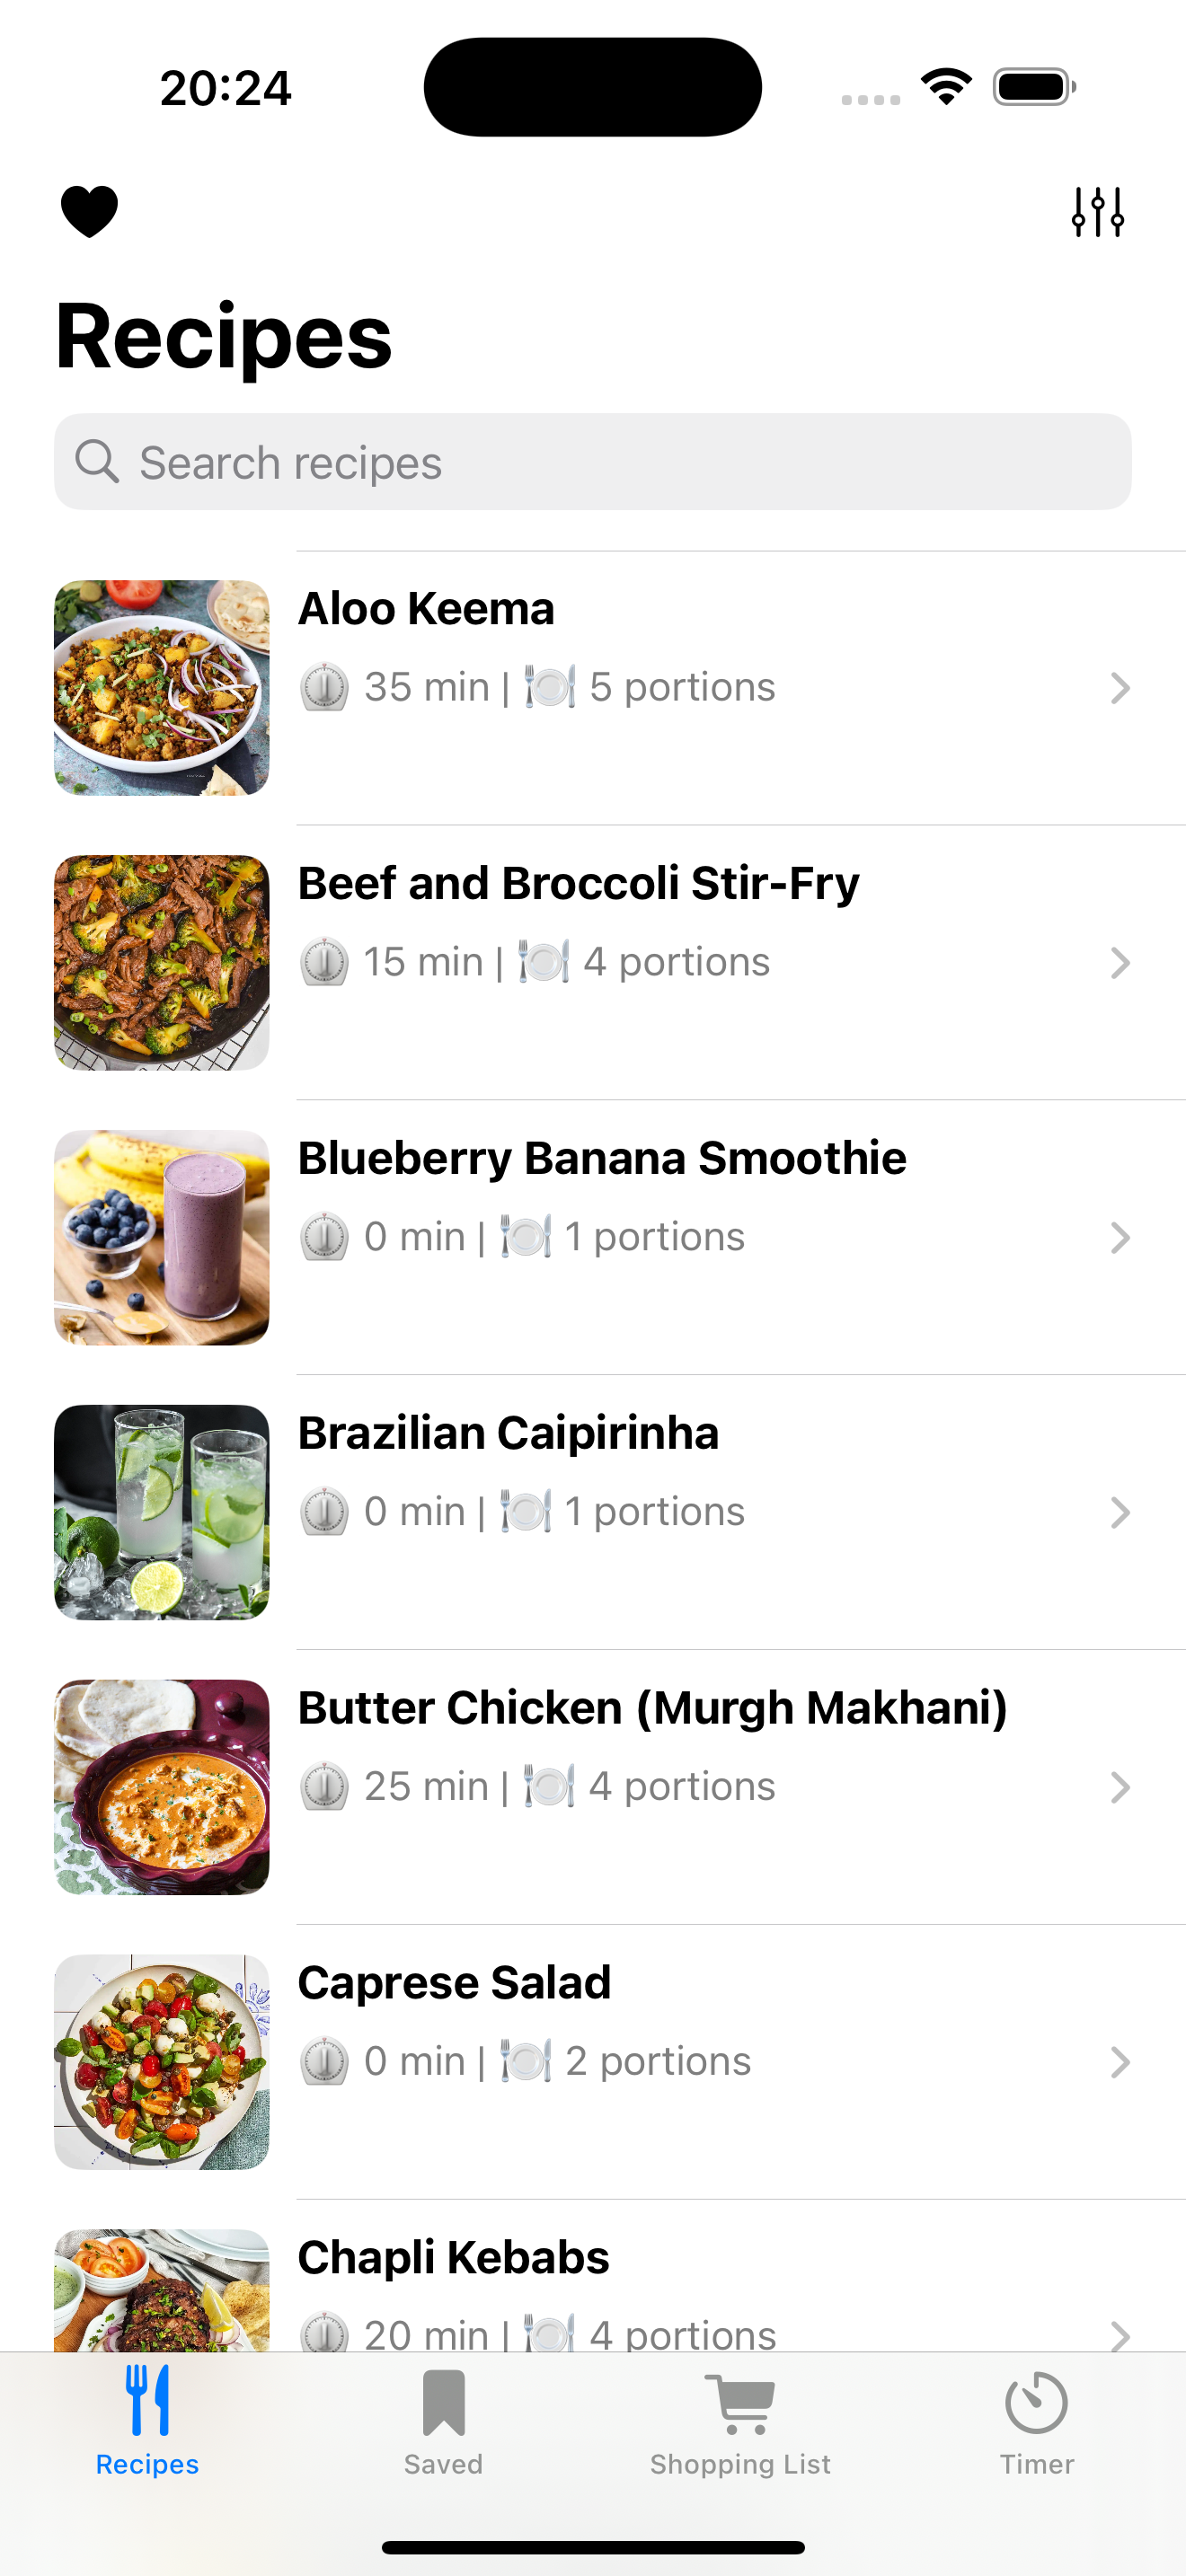 20:24
Recipes
Search recipes
Aloo Keema
35 min | 🍽️ 5 portions
Beef and Broccoli Stir-Fry
15 min | 🍽️ 4 portions
Blueberry Banana Smoothie
0 min | 🍽️ 1 portions
Brazilian Caipirinha
0 min | 🍽️ 1 portions
Butter Chicken (Murgh Makhani)
25 min | 🍽️ 4 portions
Caprese Salad
0 min | 🍽️ 2 portions
Chapli Kebabs
20 min | 🍽️ 4 portions
Recipes
Saved
Shopping List
Timer